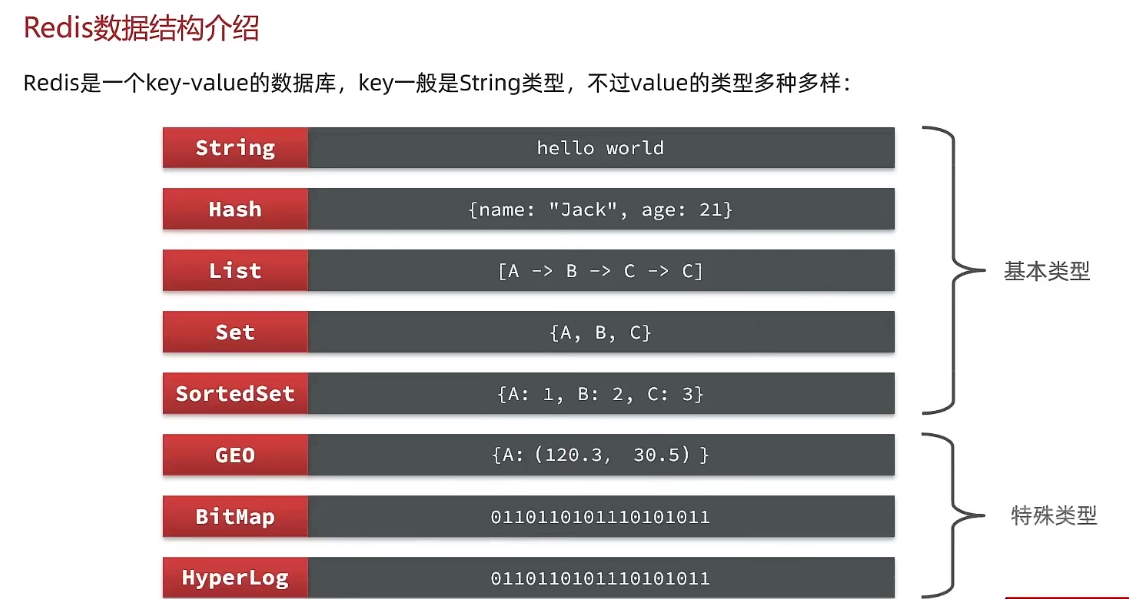 Redis数据结构介绍
Redis是一个key-value的数据库，key一般是String类型，不过value的类型多种多样：
String hello world
Hash {name: "Jack", age: 21}
List [A -> B -> C -> C]
Set {A, B, C}
SortedSet {A: 1, B: 2, C: 3}
基本类型
GEO {A:（120.3, 30.5）}
BitMap 0110110101110101011
HyperLog 0110110101110101011
特殊类型